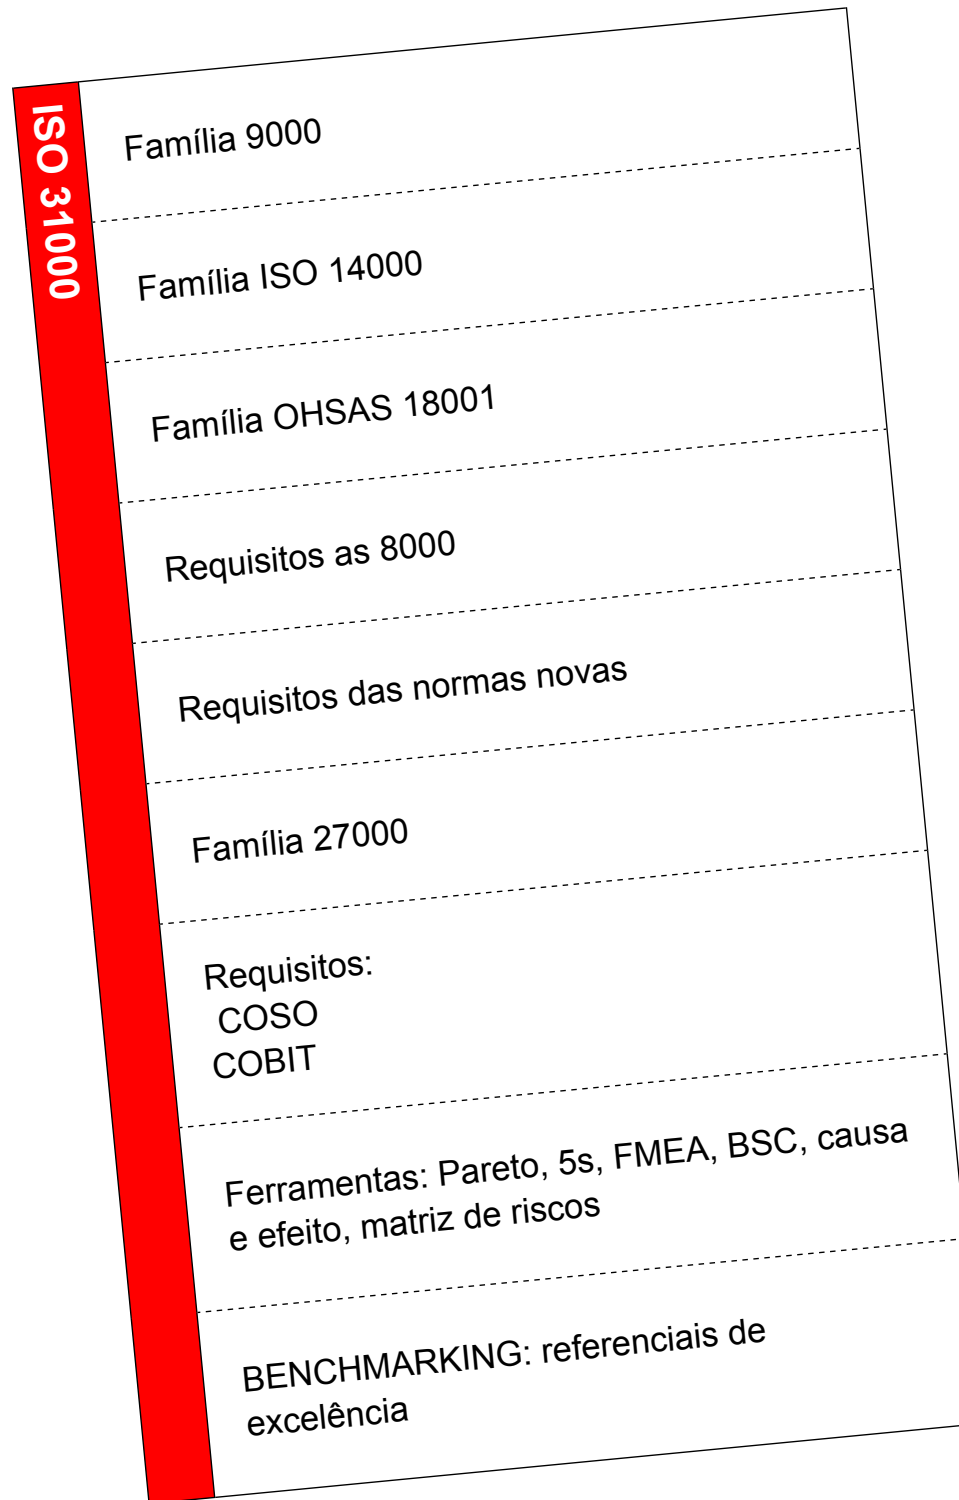 ISO 31000
Família 9000
Família ISO 14000
Família OHSAS 18001
Requisitos as 8000
Requisitos das normas novas
Família 27000
Requisitos:
COSO
COBIT
Ferramentas: Pareto, 5s, FMEA, BSC, causa
e efeito, matriz de riscos
BENCHMARKING: referenciais de
excelência